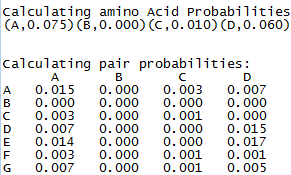 Calculating amino Acid Probabilities
(A,0.075)(B,0.000)(C,0.010)(D,0.060)
Calculating pair probabilities:
A B C D
A 0.015 0.000 0.003 0.007
B 0.000 0.000 0.000 0.000
C 0.003 0.000 0.001 0.000
D 0.007 0.000 0.000 0.015
E 0.014 0.000 0.000 0.017
F 0.003 0.000 0.001 0.001
G 0.007 0.000 0.001 0.005